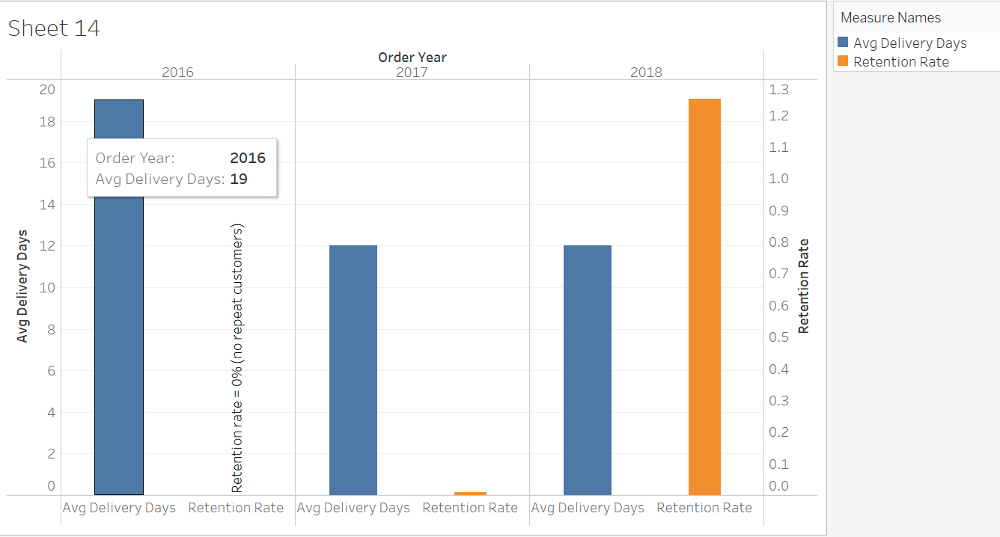 Sheet 14
Measure Names
Avg Delivery Days
Retention Rate
Order Year
2016
2017
2018
20
18
16
14
12
10
8
6
4
2
0
Avg Delivery Days
Order Year: 2016
Avg Delivery Days: 19
Retention rate = 0% (no repeat customers)
1.3
1.2
1.1
1.0
0.9
0.8
0.7
0.6
0.5
0.4
0.3
0.2
0.1
0.0
Retention Rate
Avg Delivery Days
Retention Rate
Avg Delivery Days
Retention Rate
Avg Delivery Days
Retention Rate